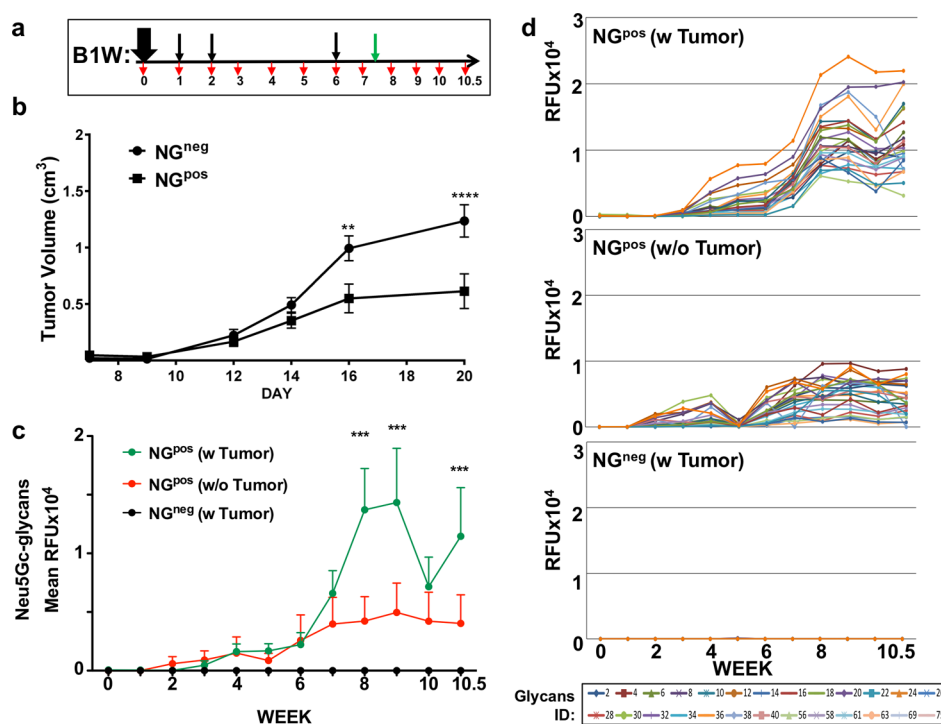 a
B1W:
0 1 2 3 4 5 6 7 8 9 10 10.5
b
Tumor Volume (cm3)
2
1.5
1
0.5
NGneg
NGpos
**
****
8 10 12 14 16 18 20
DAY
c
Neu5Gc-glycans
Mean RFUx104
2
1
0
NGpos (w Tumor)
NGpos (w/o Tumor)
NGneg (w Tumor)
*** *** ***
0 2 4 6 8 10 10.5
WEEK
d
NGpos (w Tumor)
RFUx104
3
2
1
0
NGpos (w/o Tumor)
RFUx104
3
2
1
0
NGneg (w Tumor)
RFUx104
3
2
1
0
0 4 8 10.5
WEEK
Glycans 2 4 6 8 10 12 14 16 18 20 22 24
ID: 28 30 32 34 36 38 40 56 58 61 63 69